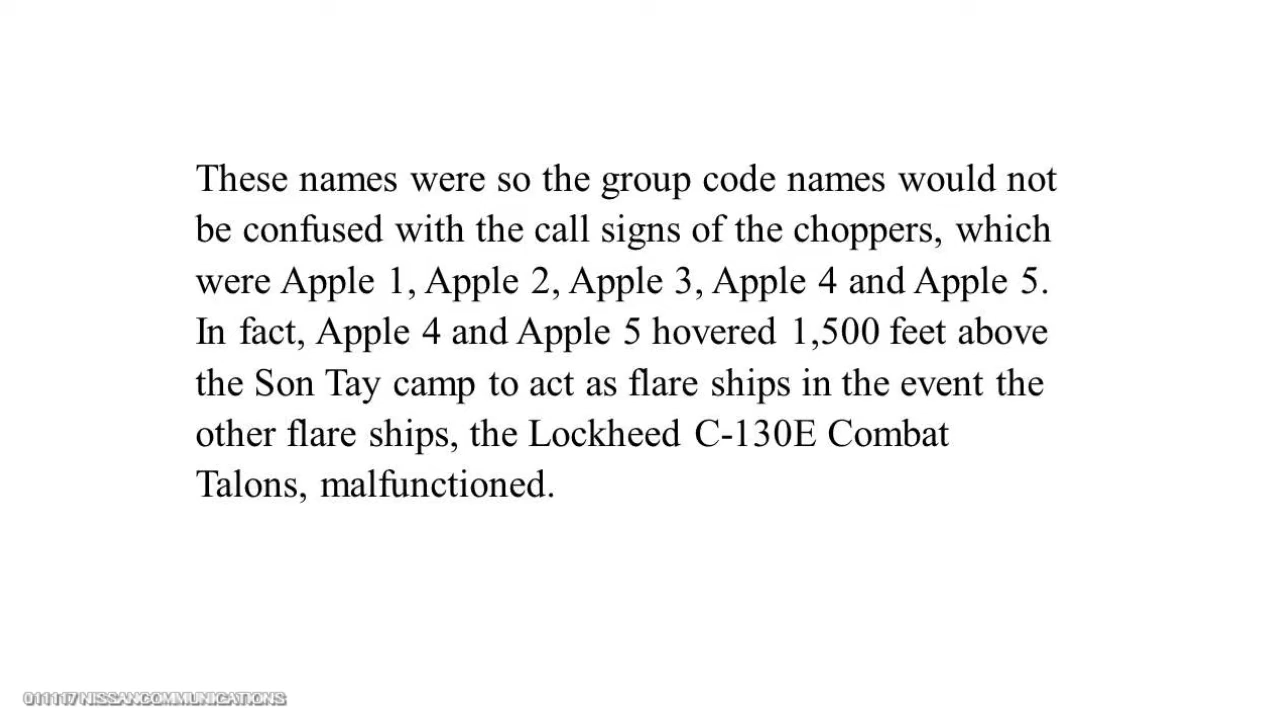 These names were so the group code names would not
be confused with the call signs of the choppers, which
were Apple 1, Apple 2, Apple 3, Apple 4 and Apple 5.
In fact, Apple 4 and Apple 5 hovered 1,500 feet above
the Son Tay camp to act as flare ships in the event the
other flare ships, the Lockheed C-130E Combat
Talons, malfunctioned.
011117 NISSANCOMMUNICATIONS